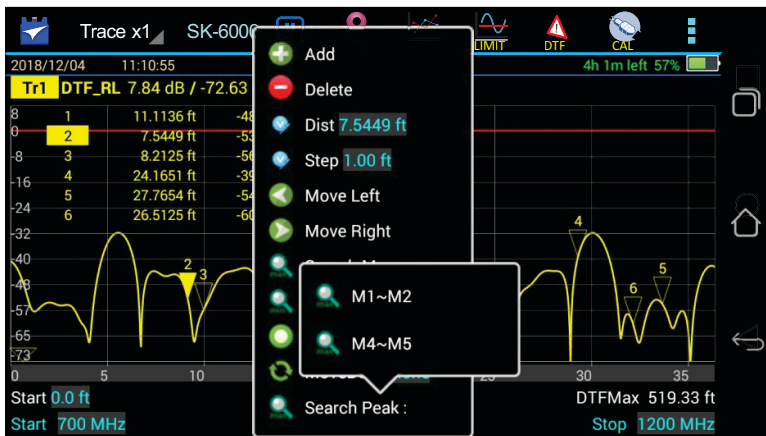 Trace x1 SK-6000
LIMIT DTF CAL
2018/12/04 11:10:55 4h 1m left 57%
Tr1 DTF_RL 7.84 dB / -72.63
8
0
-8
-16
-24
-32
-40
-48
-57
-65
-73
1 11.1136 ft
2 7.5449 ft
3 8.2125 ft
4 24.1651 ft
5 27.7654 ft
6 26.5125 ft
2
3
4
6
5
0 5 10 25 30 35
Start 0.0 ft DTFMax 519.33 ft
Start 700 MHz Stop 1200 MHz
Add
Delete
Dist 7.5449 ft
Step 1.00 ft
Move Left
Move Right
M1~M2
M4~M5
Search Peak :